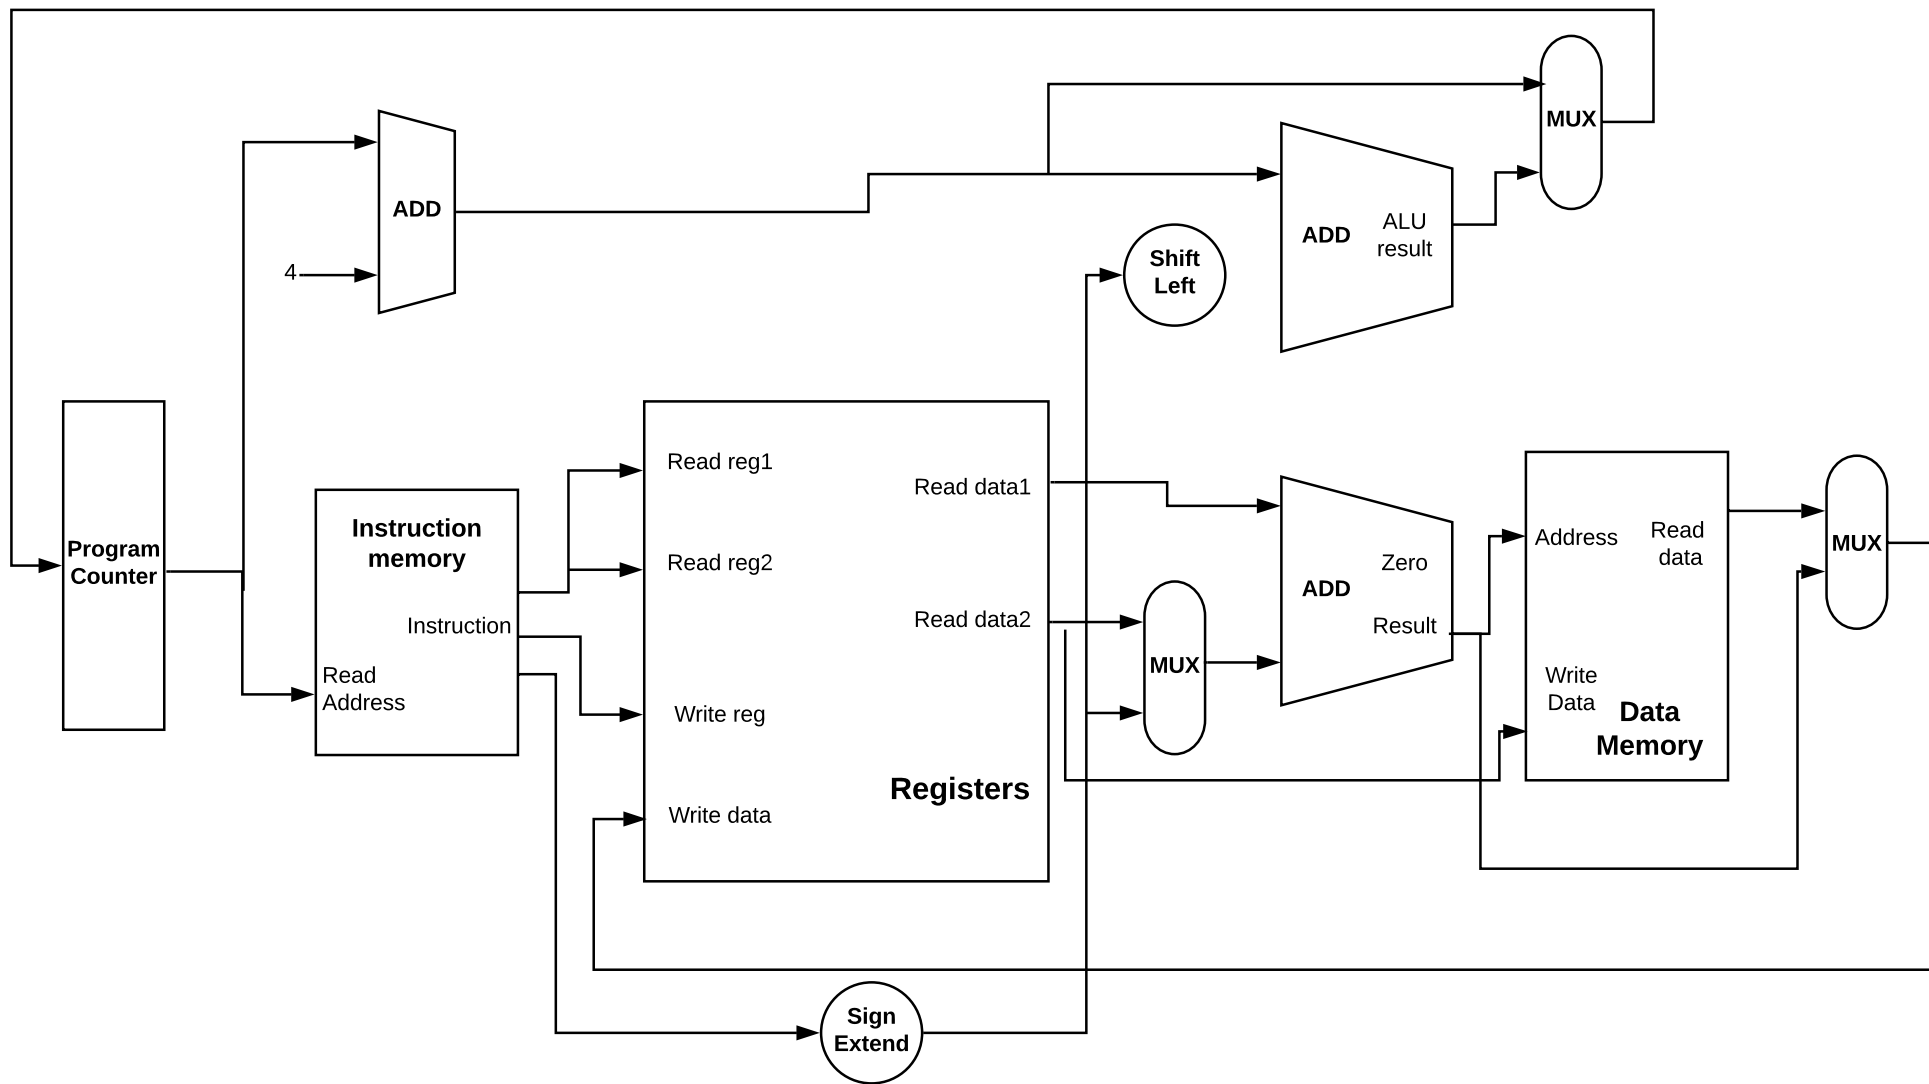 MUX
ADD
ADD
ALU
result
Shift
Left
4
Program
Counter
Instruction
memory
Instruction
Read
Address
Read reg1
Read data1
Read reg2
Read data2
Write reg
Registers
Write data
MUX
Zero
ADD
Result
Address
Read
data
Write
Data
Data
Memory
MUX
Sign
Extend